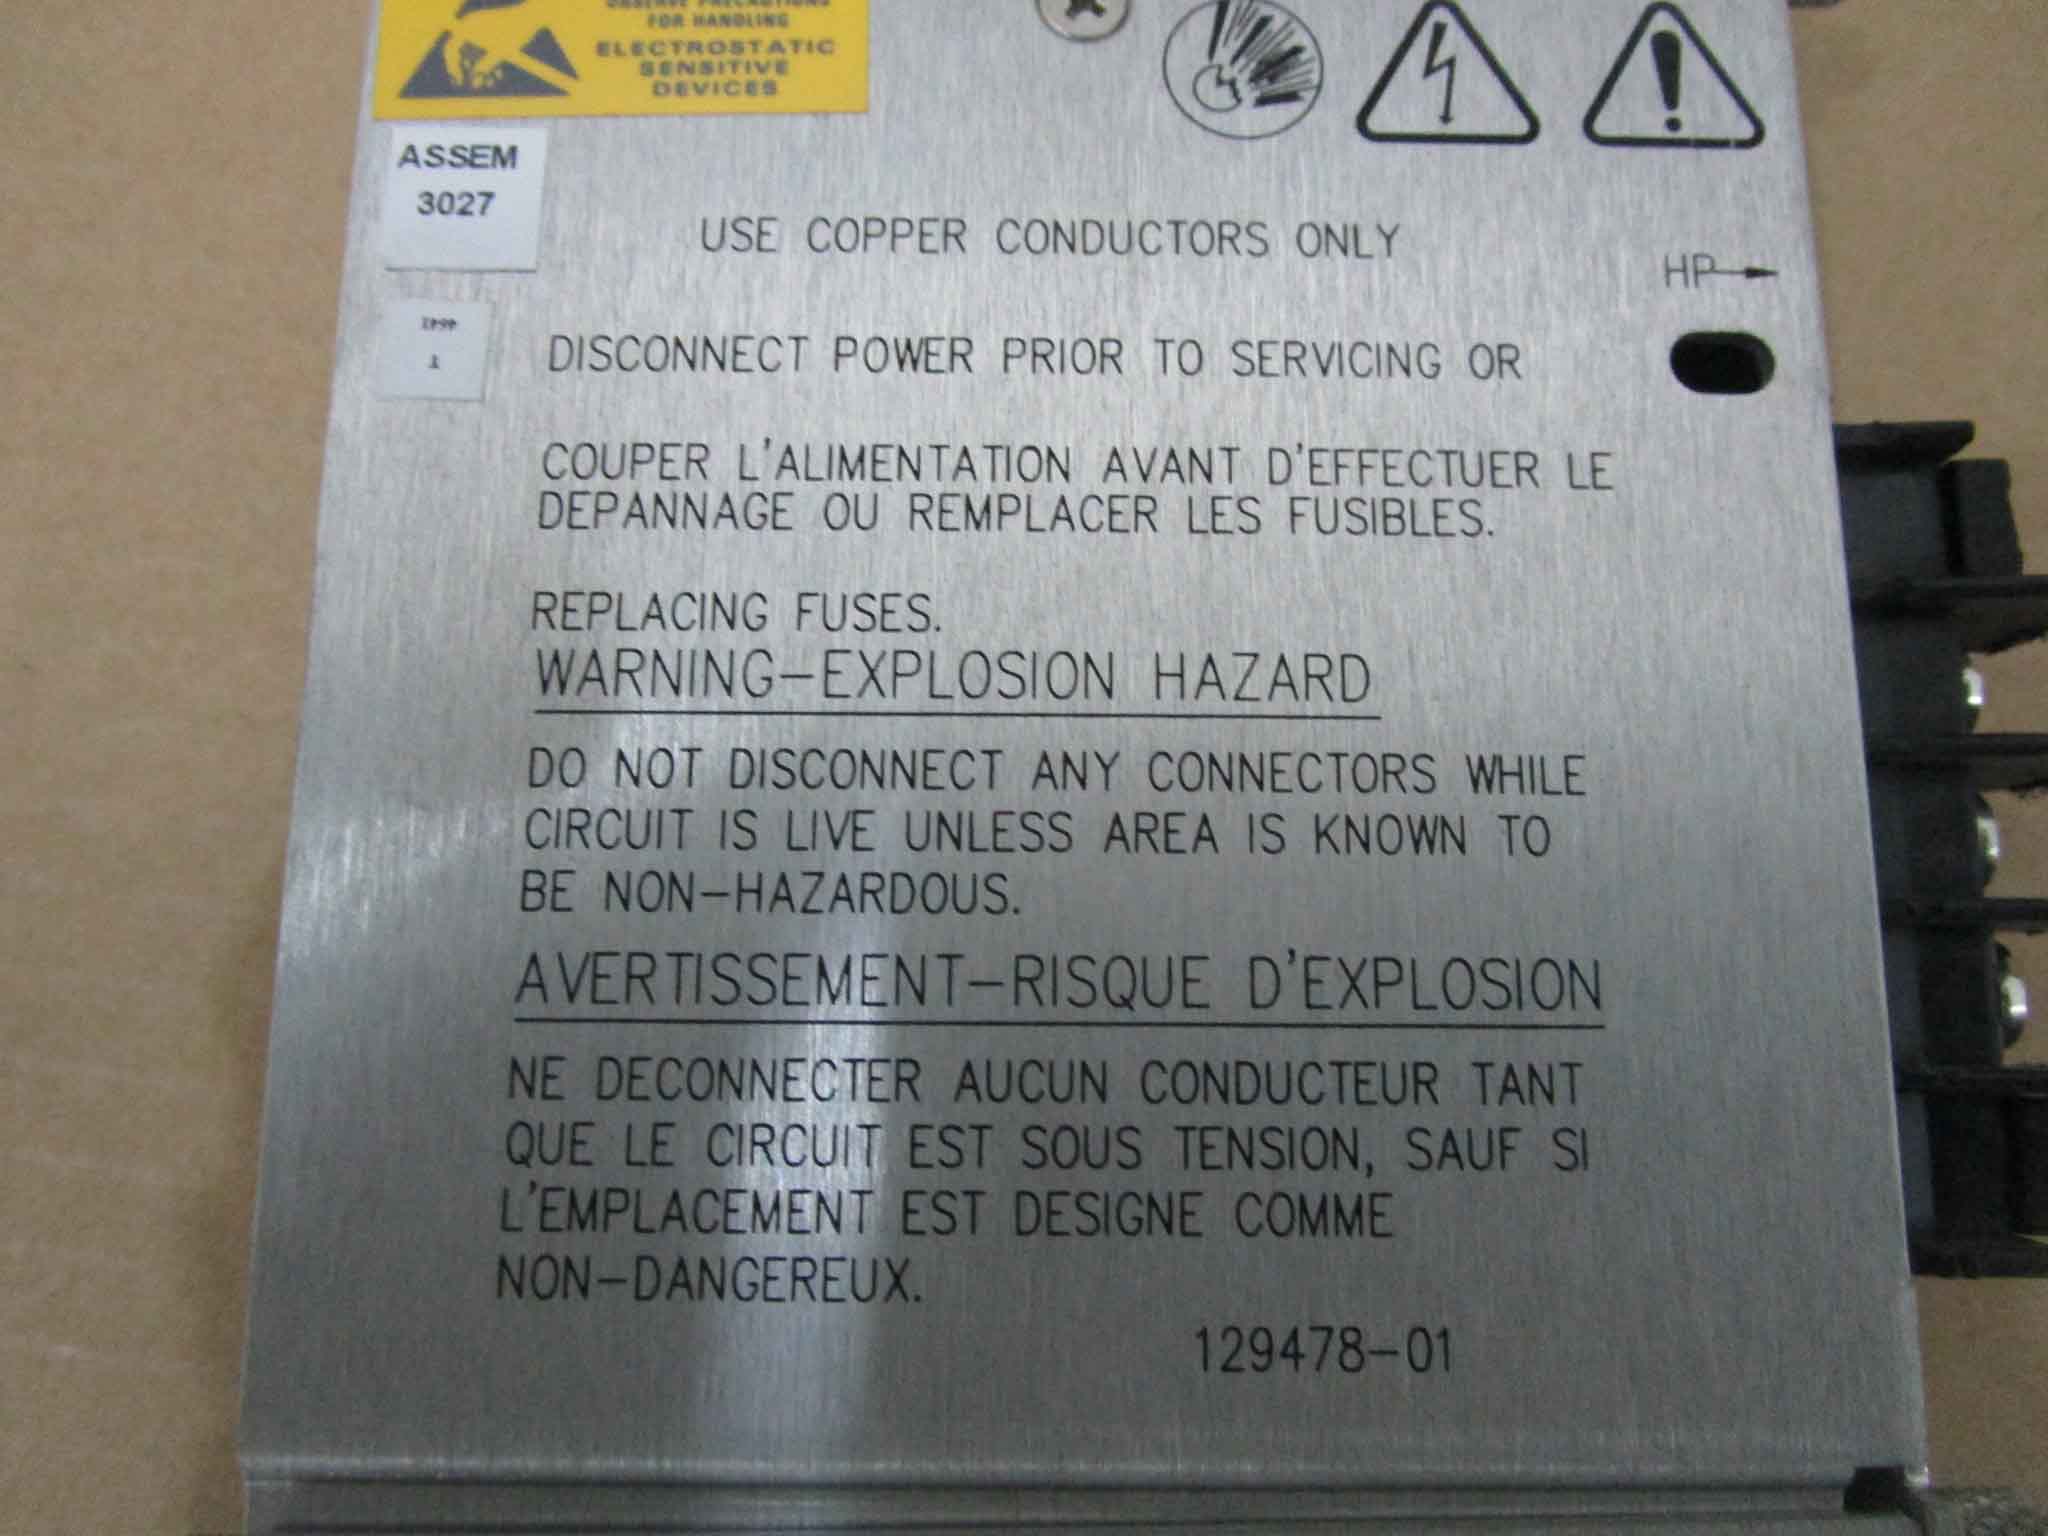 OBSERVE PRECAUTIONS
FOR HANDLING
ELECTROSTATIC
SENSITIVE
DEVICES
ASSEM
3027
USE COPPER CONDUCTORS ONLY
HP
DISCONNECT POWER PRIOR TO SERVICING OR
COUPER L'ALIMENTATION AVANT D'EFFECTUER LE
DEPANNAGE OU REMPLACER LES FUSIBLES.
REPLACING FUSES.
WARNING-EXPLOSION HAZARD
DO NOT DISCONNECT ANY CONNECTORS WHILE
CIRCUIT IS LIVE UNLESS AREA IS KNOWN TO
BE NON-HAZARDOUS.
AVERTISSEMENT-RISQUE D'EXPLOSION
NE DECONNECTER AUCUN CONDUCTEUR TANT
QUE LE CIRCUIT EST SOUS TENSION, SAUF SI
L'EMPLACEMENT EST DESIGNE COMME
NON-DANGEREUX.
129478-01